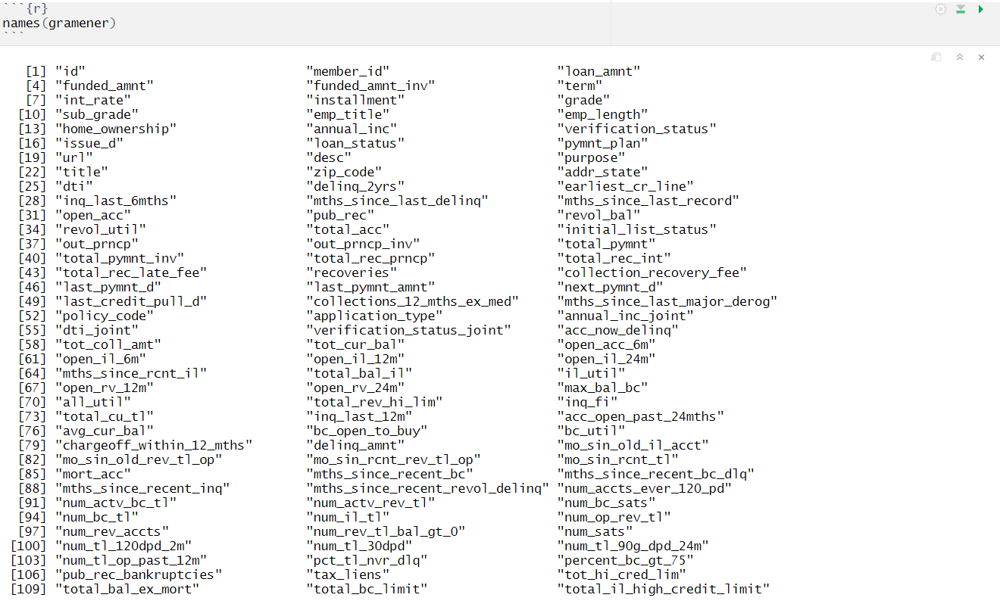 ```{r}
names(gramener)
```
[1] "id" "member_id" "loan_amnt"
[4] "funded_amnt" "funded_amnt_inv" "term"
[7] "int_rate" "installment" "grade"
[10] "sub_grade" "emp_title" "emp_length"
[13] "home_ownership" "annual_inc" "verification_status"
[16] "issue_d" "loan_status" "pymnt_plan"
[19] "url" "desc" "purpose"
[22] "title" "zip_code" "addr_state"
[25] "dti" "delinq_2yrs" "earliest_cr_line"
[28] "inq_last_6mths" "mths_since_last_delinq" "mths_since_last_record"
[31] "open_acc" "pub_rec" "revol_bal"
[34] "revol_util" "total_acc" "initial_list_status"
[37] "out_prncp" "out_prncp_inv" "total_pymnt"
[40] "total_pymnt_inv" "total_rec_prncp" "total_rec_int"
[43] "total_rec_late_fee" "recoveries" "collection_recovery_fee"
[46] "last_pymnt_d" "last_pymnt_amnt" "next_pymnt_d"
[49] "last_credit_pull_d" "collections_12_mths_ex_med" "mths_since_last_major_derog"
[52] "policy_code" "application_type" "annual_inc_joint"
[55] "dti_joint" "verification_status_joint" "acc_now_delinq"
[58] "tot_coll_amt" "tot_cur_bal" "open_acc_6m"
[61] "open_il_6m" "open_il_12m" "open_il_24m"
[64] "mths_since_rcnt_il" "total_bal_il" "il_util"
[67] "open_rv_12m" "open_rv_24m" "max_bal_bc"
[70] "all_util" "total_rev_hi_lim" "inq_fi"
[73] "total_cu_tl" "inq_last_12m" "acc_open_past_24mths"
[76] "avg_cur_bal" "bc_open_to_buy" "bc_util"
[79] "chargeoff_within_12_mths" "delinq_amnt" "mo_sin_old_il_acct"
[82] "mo_sin_old_rev_tl_op" "mo_sin_rcnt_rev_tl_op" "mo_sin_rcnt_tl"
[85] "mort_acc" "mths_since_recent_bc" "mths_since_recent_bc_dlq"
[88] "mths_since_recent_inq" "mths_since_recent_revol_delinq" "num_accts_ever_120_pd"
[91] "num_actv_bc_tl" "num_actv_rev_tl" "num_bc_sats"
[94] "num_bc_tl" "num_il_tl" "num_op_rev_tl"
[97] "num_rev_accts" "num_rev_tl_bal_gt_0" "num_sats"
[100] "num_tl_120dpd_2m" "num_tl_30dpd" "num_tl_90g_dpd_24m"
[103] "num_tl_op_past_12m" "pct_tl_nvr_dlq" "percent_bc_gt_75"
[106] "pub_rec_bankruptcies" "tax_liens" "tot_hi_cred_lim"
[109] "total_bal_ex_mort" "total_bc_limit" "total_il_high_credit_limit"